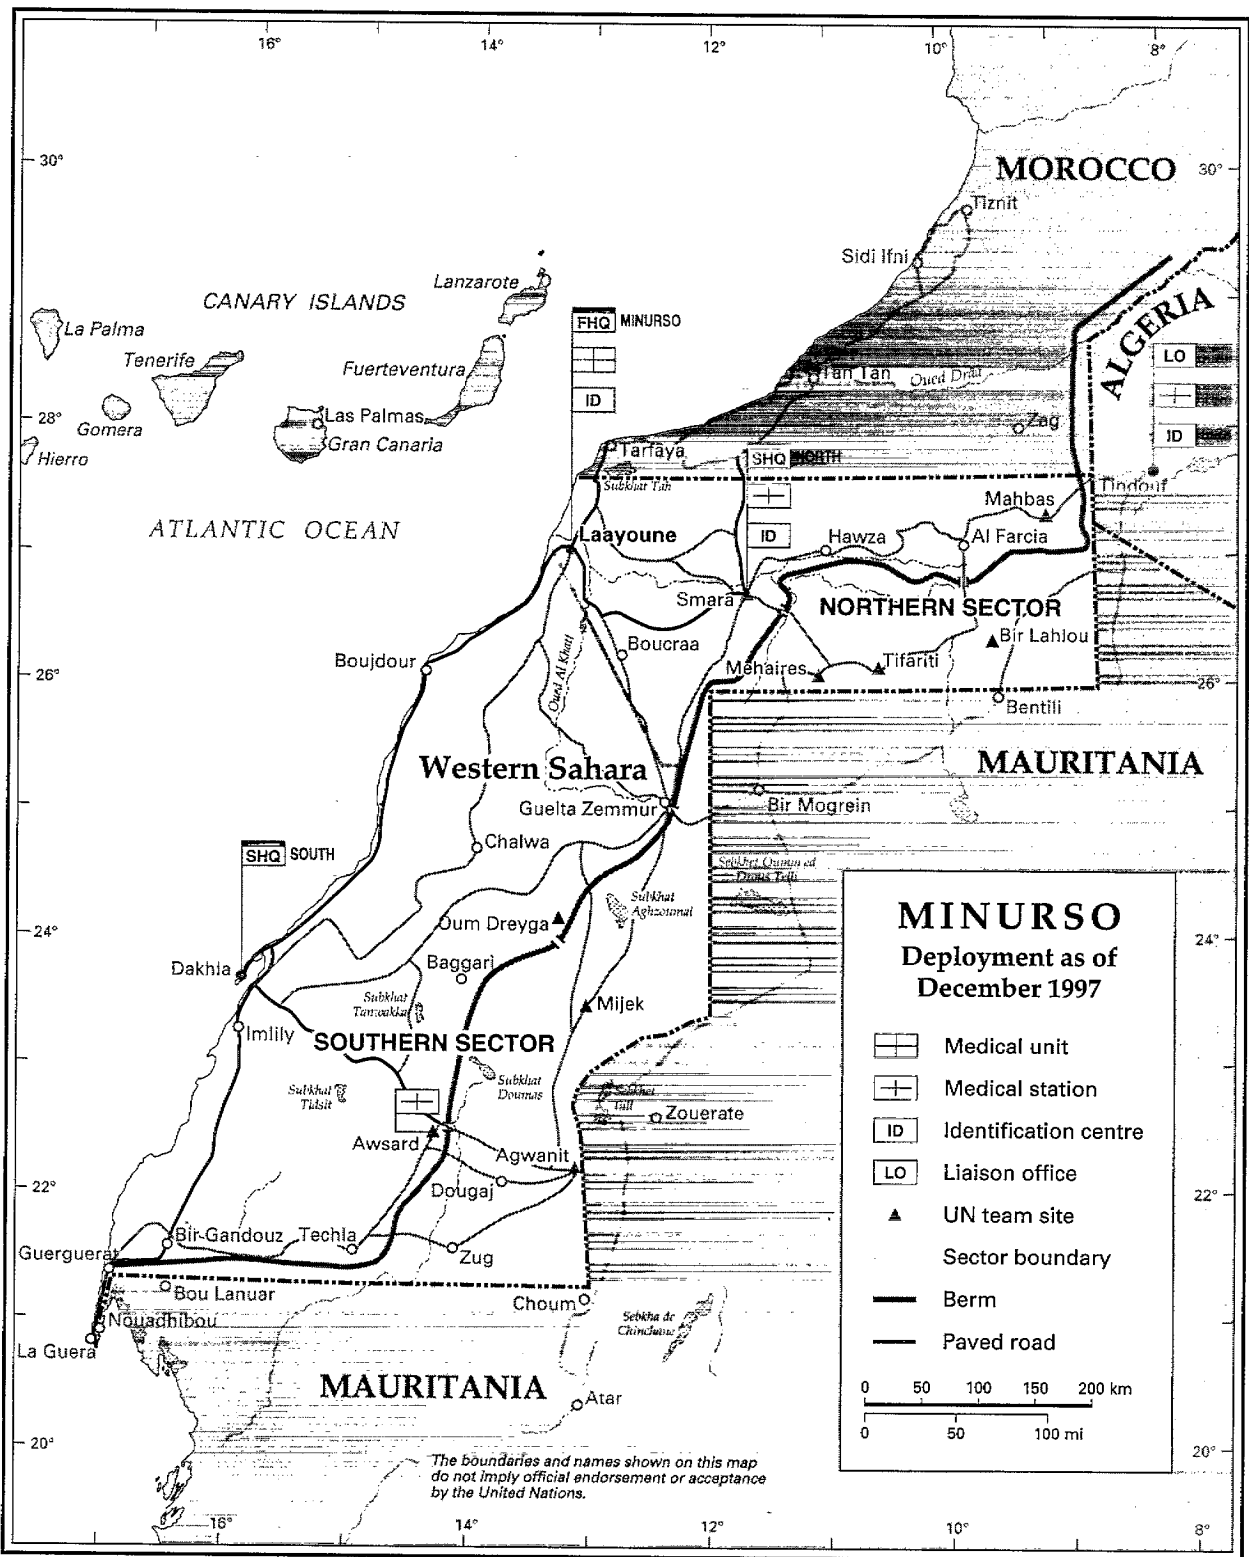 16°
14°
12°
10°
8°
30°
MOROCCO
30°
Tiznit
Sidi Ifni
Lanzarote
CANARY ISLANDS
ALGERIA
FHQ MINURSO
La Palma
Tenerife
Fuerteventura
LO
Tan Tan
Oued Draa
ID
28°
Las Palmas
Gomera
Zag
ID
Gran Canaria
Hierro
Tarfaya
SHQ NORTH
Subkhat Tah
Tindouf
Mahbas
ATLANTIC OCEAN
Laayoune
ID
Hawza
Al Farcia
Smara
NORTHERN SECTOR
Boucraa
Bir Lahlou
Boujdour
Oued Al Khatt
Mehaires
Tifariti
26°
26°
Bentili
Western Sahara
MAURITANIA
Guelta Zemmur
Bir Mogrein
Chalwa
SHQ SOUTH
Subkhat
Aghzoumal
Oum Dreyga
24°
24°
Dakhla
Baggari
Subkhat
Mijek
Imlily
SOUTHERN SECTOR
Subkhat
Tidsit
Subkhat
Doumas
Zouerate
Awsard
Agwanit
Dougaj
22°
22°
Bir-Gandouz
Techla
Guerguerat
Zug
Bou Lanuar
Choum
Nouadhibou
Sebkha de
La Guera
MAURITANIA
Atar
20°
20°
The boundaries and names shown on this map
do not imply official endorsement or acceptance
by the United Nations.
16°
14°
12°
10°
8°
MINURSO
Deployment as of
December 1997
Medical unit
Medical station
ID Identification centre
LO Liaison office
UN team site
Sector boundary
Berm
Paved road
0 50 100 150 200 km
0 50 100 mi